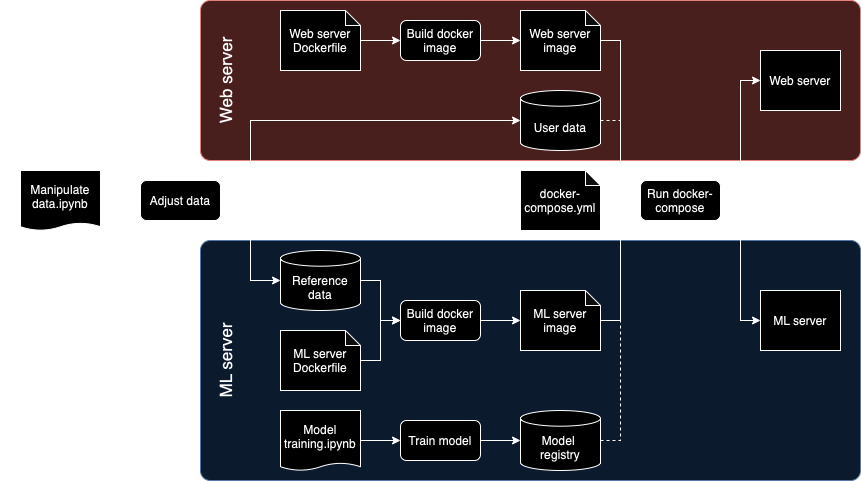 Web server
Web server
Dockerfile
Build docker
image
Web server
image
Web server
User data
Manipulate
data.ipynb
Adjust data
docker-
compose.yml
Run docker-
compose
ML server
Reference
data
Build docker
image
ML server
image
ML server
ML server
Dockerfile
Model
training.ipynb
Train model
Model
registry